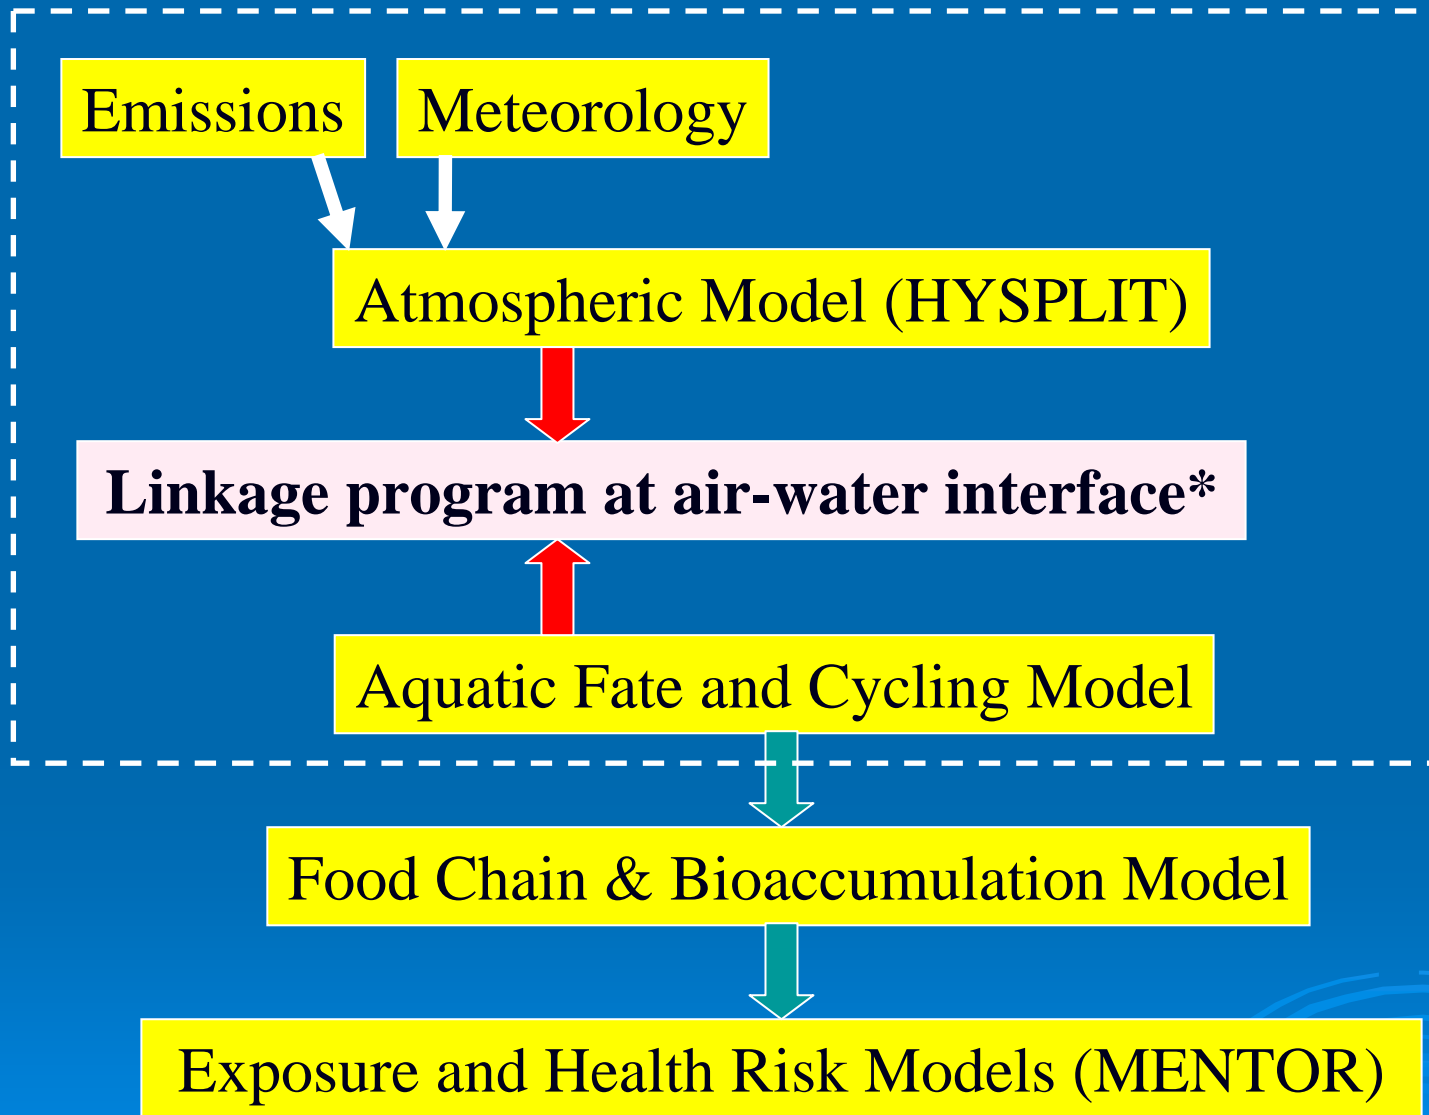 Emissions
Meteorology
Atmospheric Model (HYSPLIT)
Linkage program at air-water interface*
Aquatic Fate and Cycling Model
Food Chain & Bioaccumulation Model
Exposure and Health Risk Models (MENTOR)